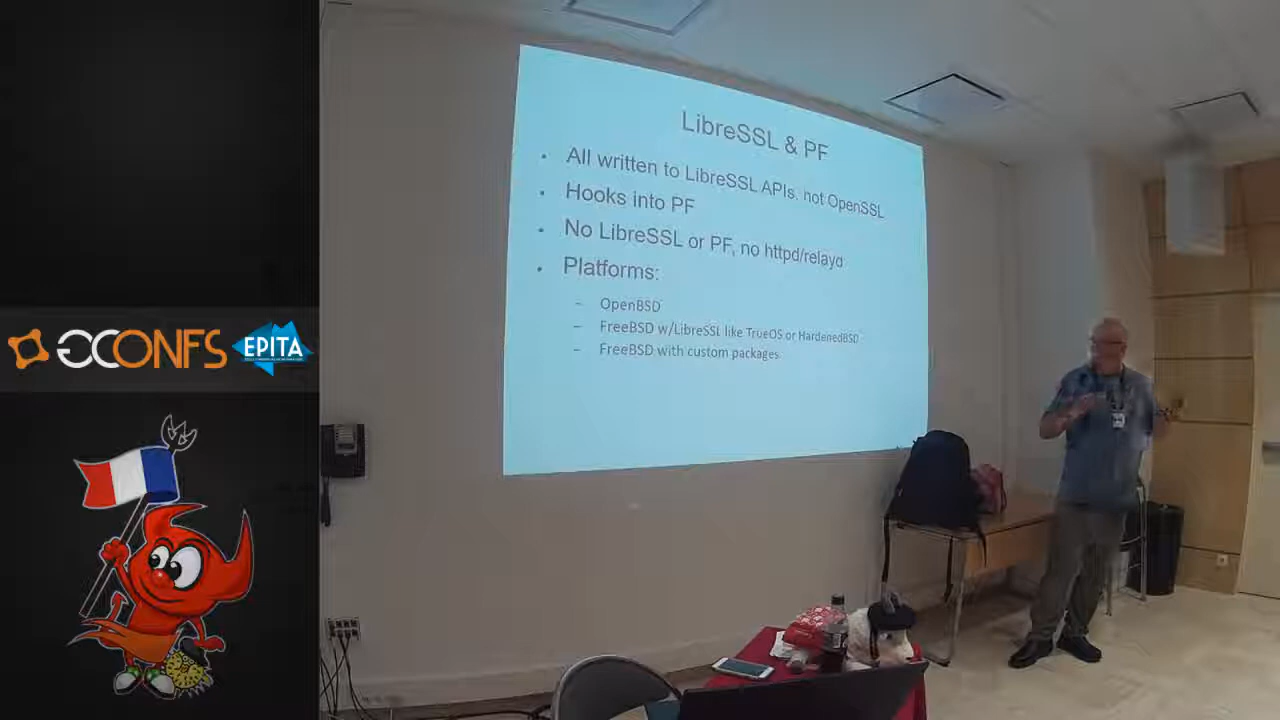 LibreSSL & PF
• All written to LibreSSL APIs, not OpenSSL
• Hooks into PF
• No LibreSSL or PF, no httpd/relayd
• Platforms:
– OpenBSD
– FreeBSD w/LibreSSL like TrueOS or HardenedBSD
– FreeBSD with custom packages
GCONFS
EPITA